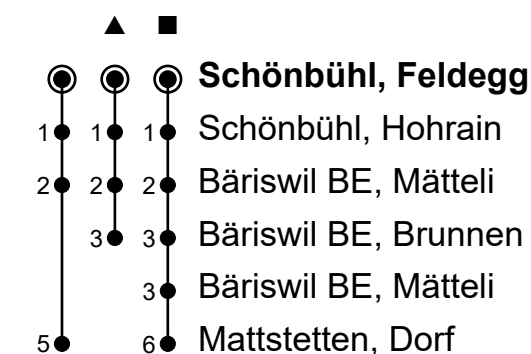 ▲ ■
Schönbühl, Feldegg
1 1 1 Schönbühl, Hohrain
2 2 2 Bäriswil BE, Mätteli
3 3 Bäriswil BE, Brunnen
3 Bäriswil BE, Mätteli
5 6 Mattstetten, Dorf